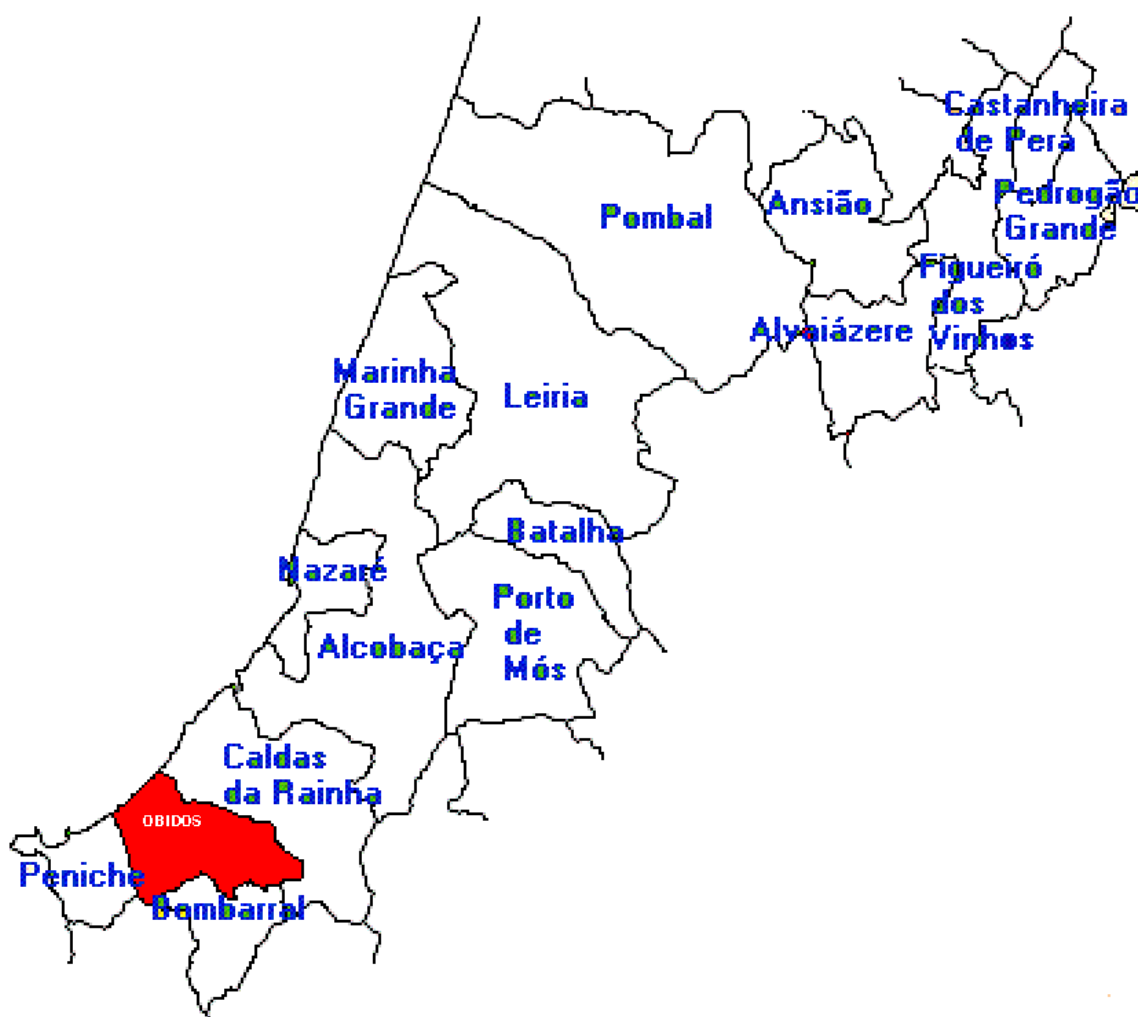 Castanheira
de Pera
Pedrogão
Grande
Pombal
Ansião
Figueiró
dos
Vinhos
Alvaiázere
Marinha
Grande
Leiria
Batalha
Nazaré
Porto
de
Mós
Alcobaça
Caldas
da Rainha
OBIDOS
Peniche
Bombarral